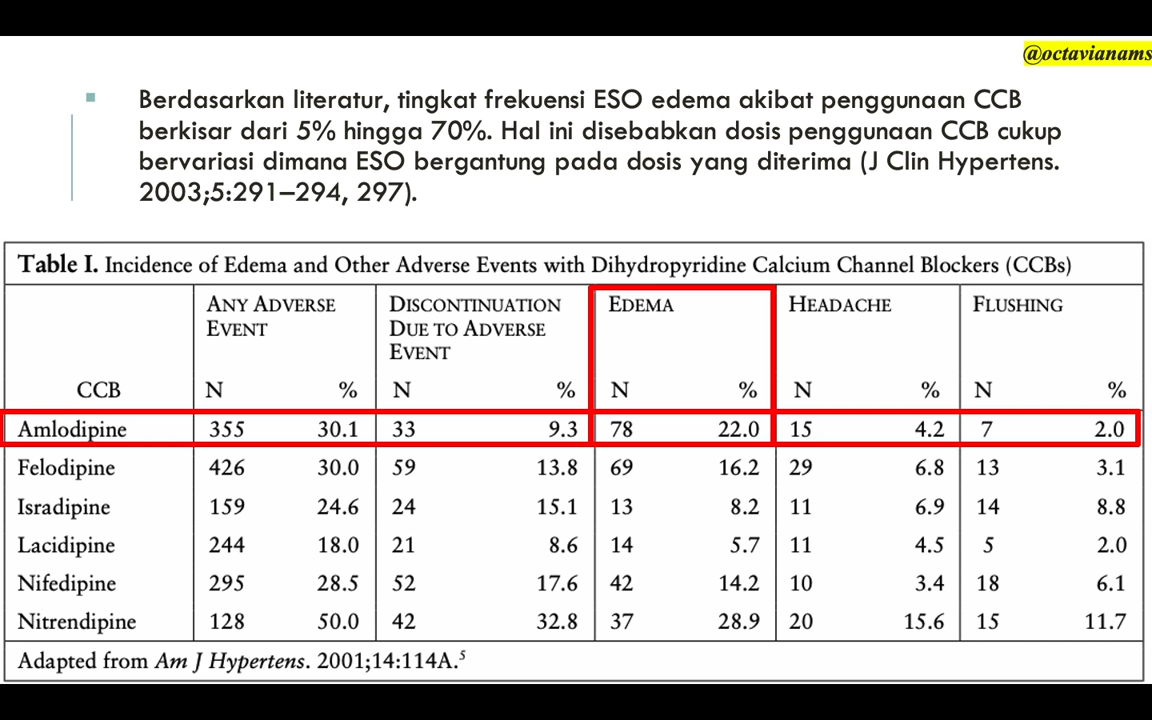 @octavianams
Berdasarkan literatur, tingkat frekuensi ESO edema akibat penggunaan CCB
berkisar dari 5% hingga 70%. Hal ini disebabkan dosis penggunaan CCB cukup
bervariasi dimana ESO bergantung pada dosis yang diterima (J Clin Hypertens.
2003;5:291–294, 297).
Table I. Incidence of Edema and Other Adverse Events with Dihydropyridine Calcium Channel Blockers (CCBs)
ANY ADVERSE DISCONTINUATION EDEMA HEADACHE FLUSHING
EVENT DUE TO ADVERSE
EVENT
CCB N % N % N % N % N %
Amlodipine 355 30.1 33 9.3 78 22.0 15 4.2 7 2.0
Felodipine 426 30.0 59 13.8 69 16.2 29 6.8 13 3.1
Isradipine 159 24.6 24 15.1 13 8.2 11 6.9 14 8.8
Lacidipine 244 18.0 21 8.6 14 5.7 11 4.5 5 2.0
Nifedipine 295 28.5 52 17.6 42 14.2 10 3.4 18 6.1
Nitrendipine 128 50.0 42 32.8 37 28.9 20 15.6 15 11.7
Adapted from Am J Hypertens. 2001;14:114A.5